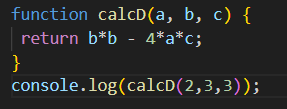 function calcD(a, b, c) {
 return b*b - 4*a*c;
}
console.log(calcD(2,3,3));